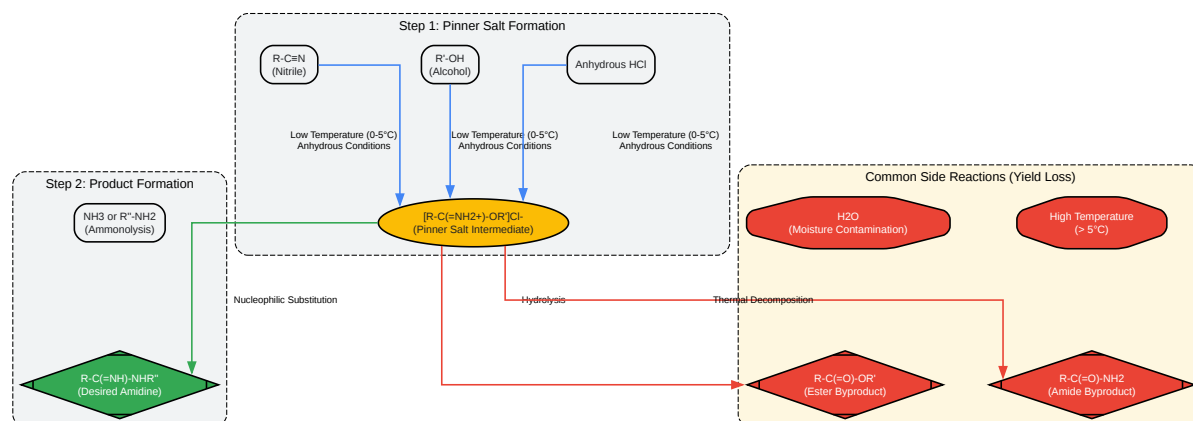 Step 1: Pinner Salt Formation
R-C≡N
(Nitrile)
R'-OH
(Alcohol)
Anhydrous HCl
Low Temperature (0-5°C)
Anhydrous Conditions
Low Temperature (0-5°C)
Anhydrous Conditions
Low Temperature (0-5°C)
Anhydrous Conditions
[R-C(=NH2+)-OR']Cl-
(Pinner Salt Intermediate)
Step 2: Product Formation
NH3 or R"-NH2
(Ammonolysis)
Nucleophilic Substitution
R-C(=NH)-NHR"
(Desired Amidine)
Common Side Reactions (Yield Loss)
H2O
(Moisture Contamination)
High Temperature
(> 5°C)
Hydrolysis
Thermal Decomposition
R-C(=O)-OR'
(Ester Byproduct)
R-C(=O)-NH2
(Amide Byproduct)